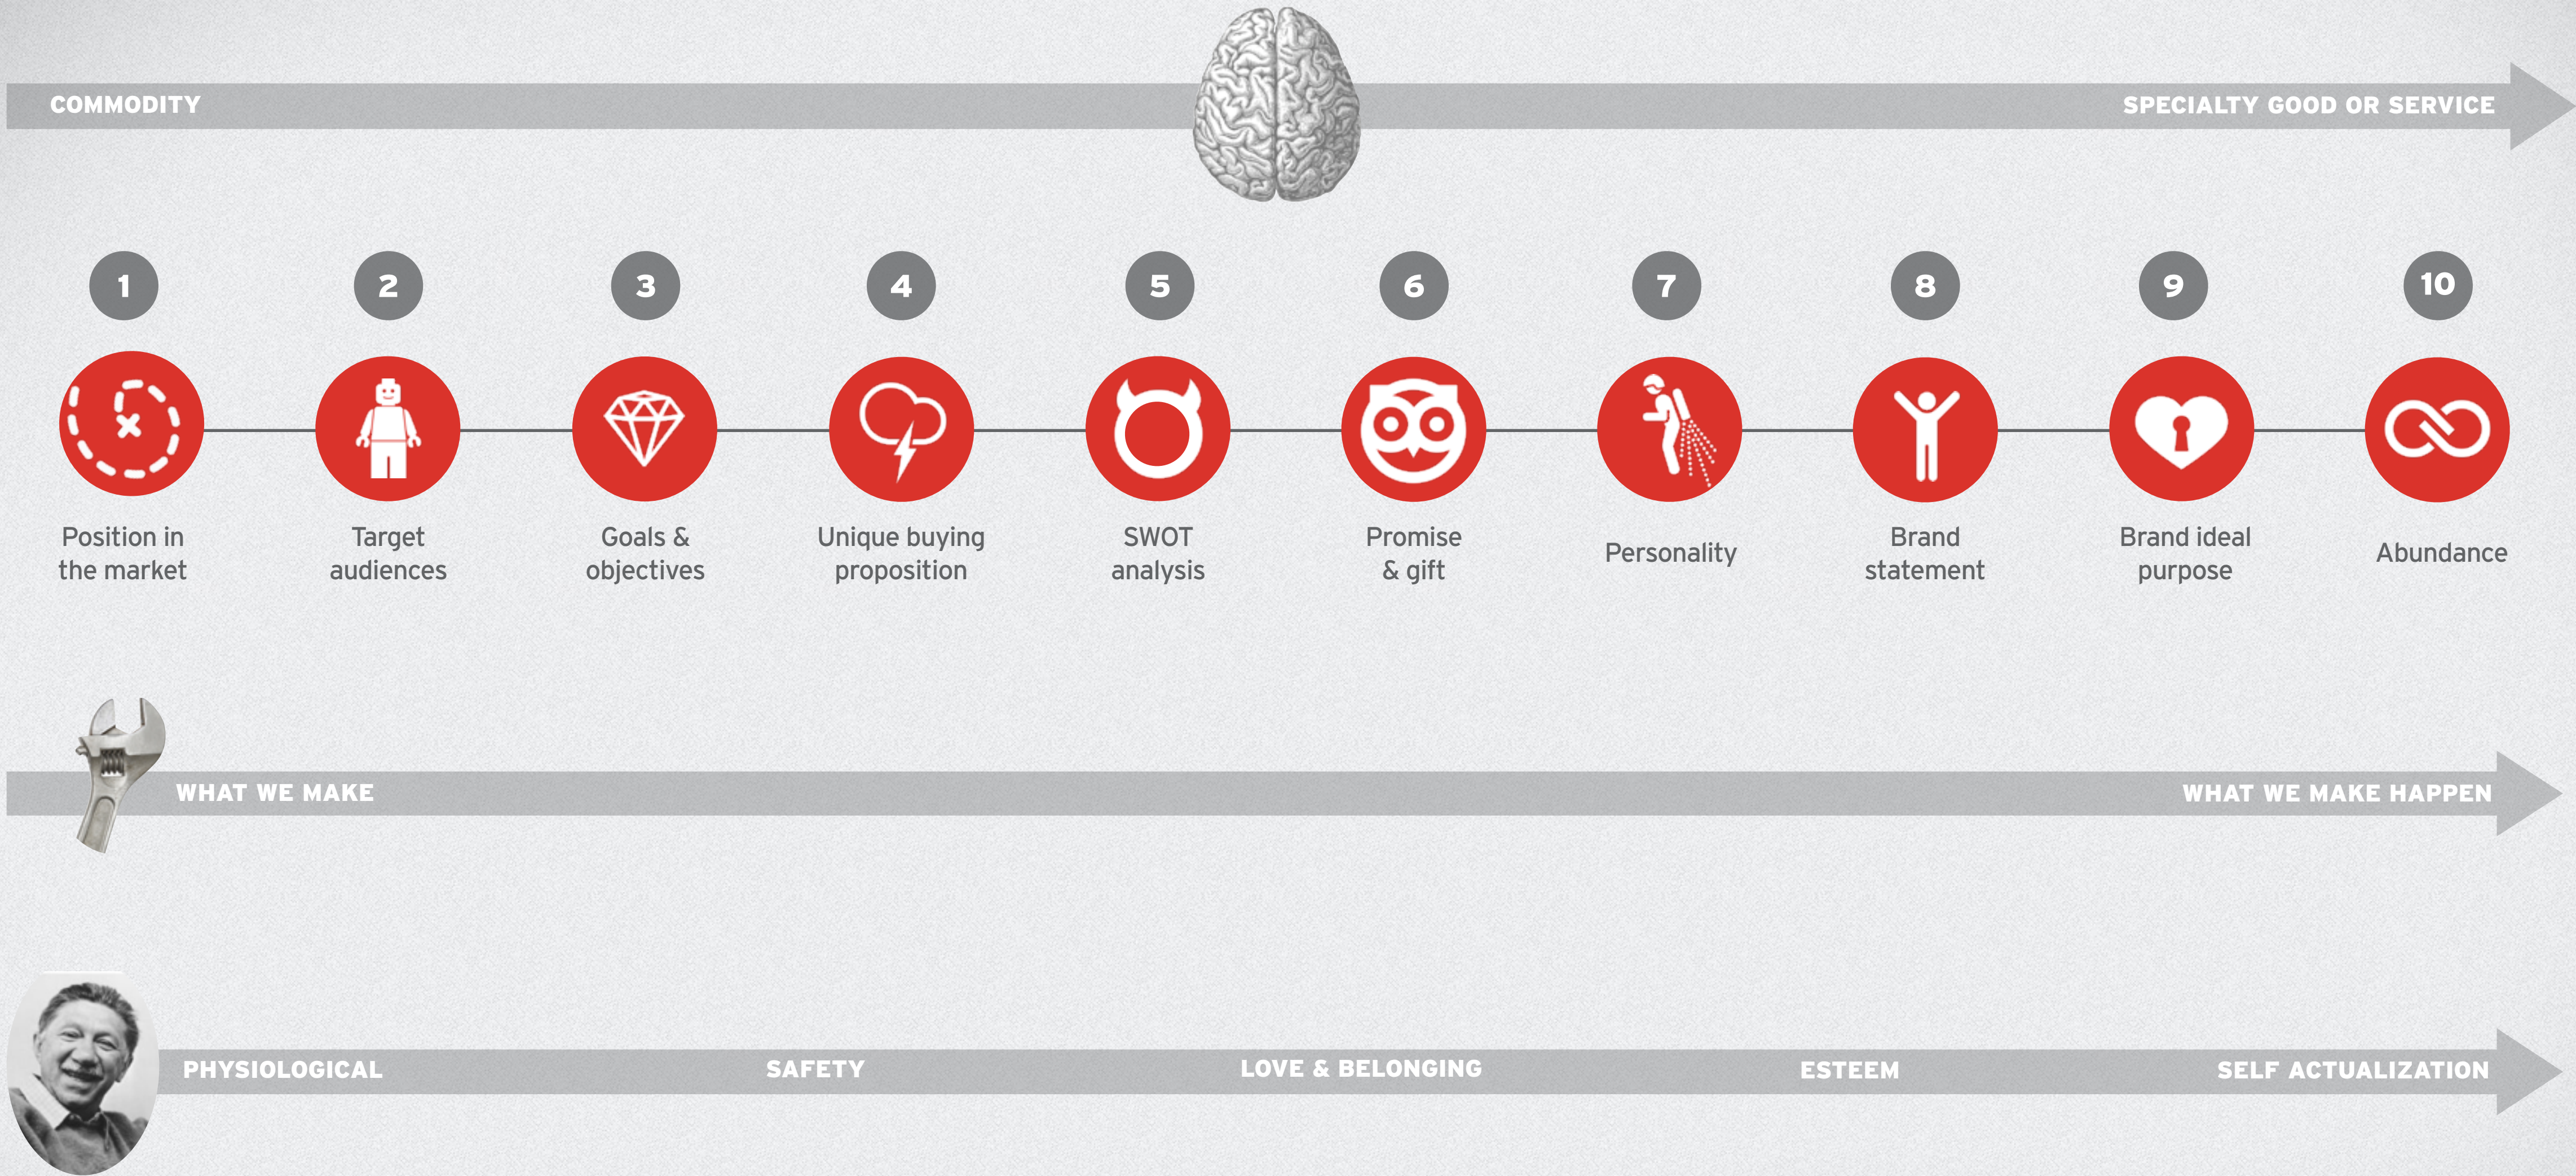 COMMODITY
SPECIALTY GOOD OR SERVICE
1
2
3
4
5
6
7
8
9
10
Position in
the market
Target
audiences
Goals &
objectives
Unique buying
proposition
SWOT
analysis
Promise
& gift
Personality
Brand
statement
Brand ideal
purpose
Abundance
WHAT WE MAKE
WHAT WE MAKE HAPPEN
PHYSIOLOGICAL
SAFETY
LOVE & BELONGING
ESTEEM
SELF ACTUALIZATION